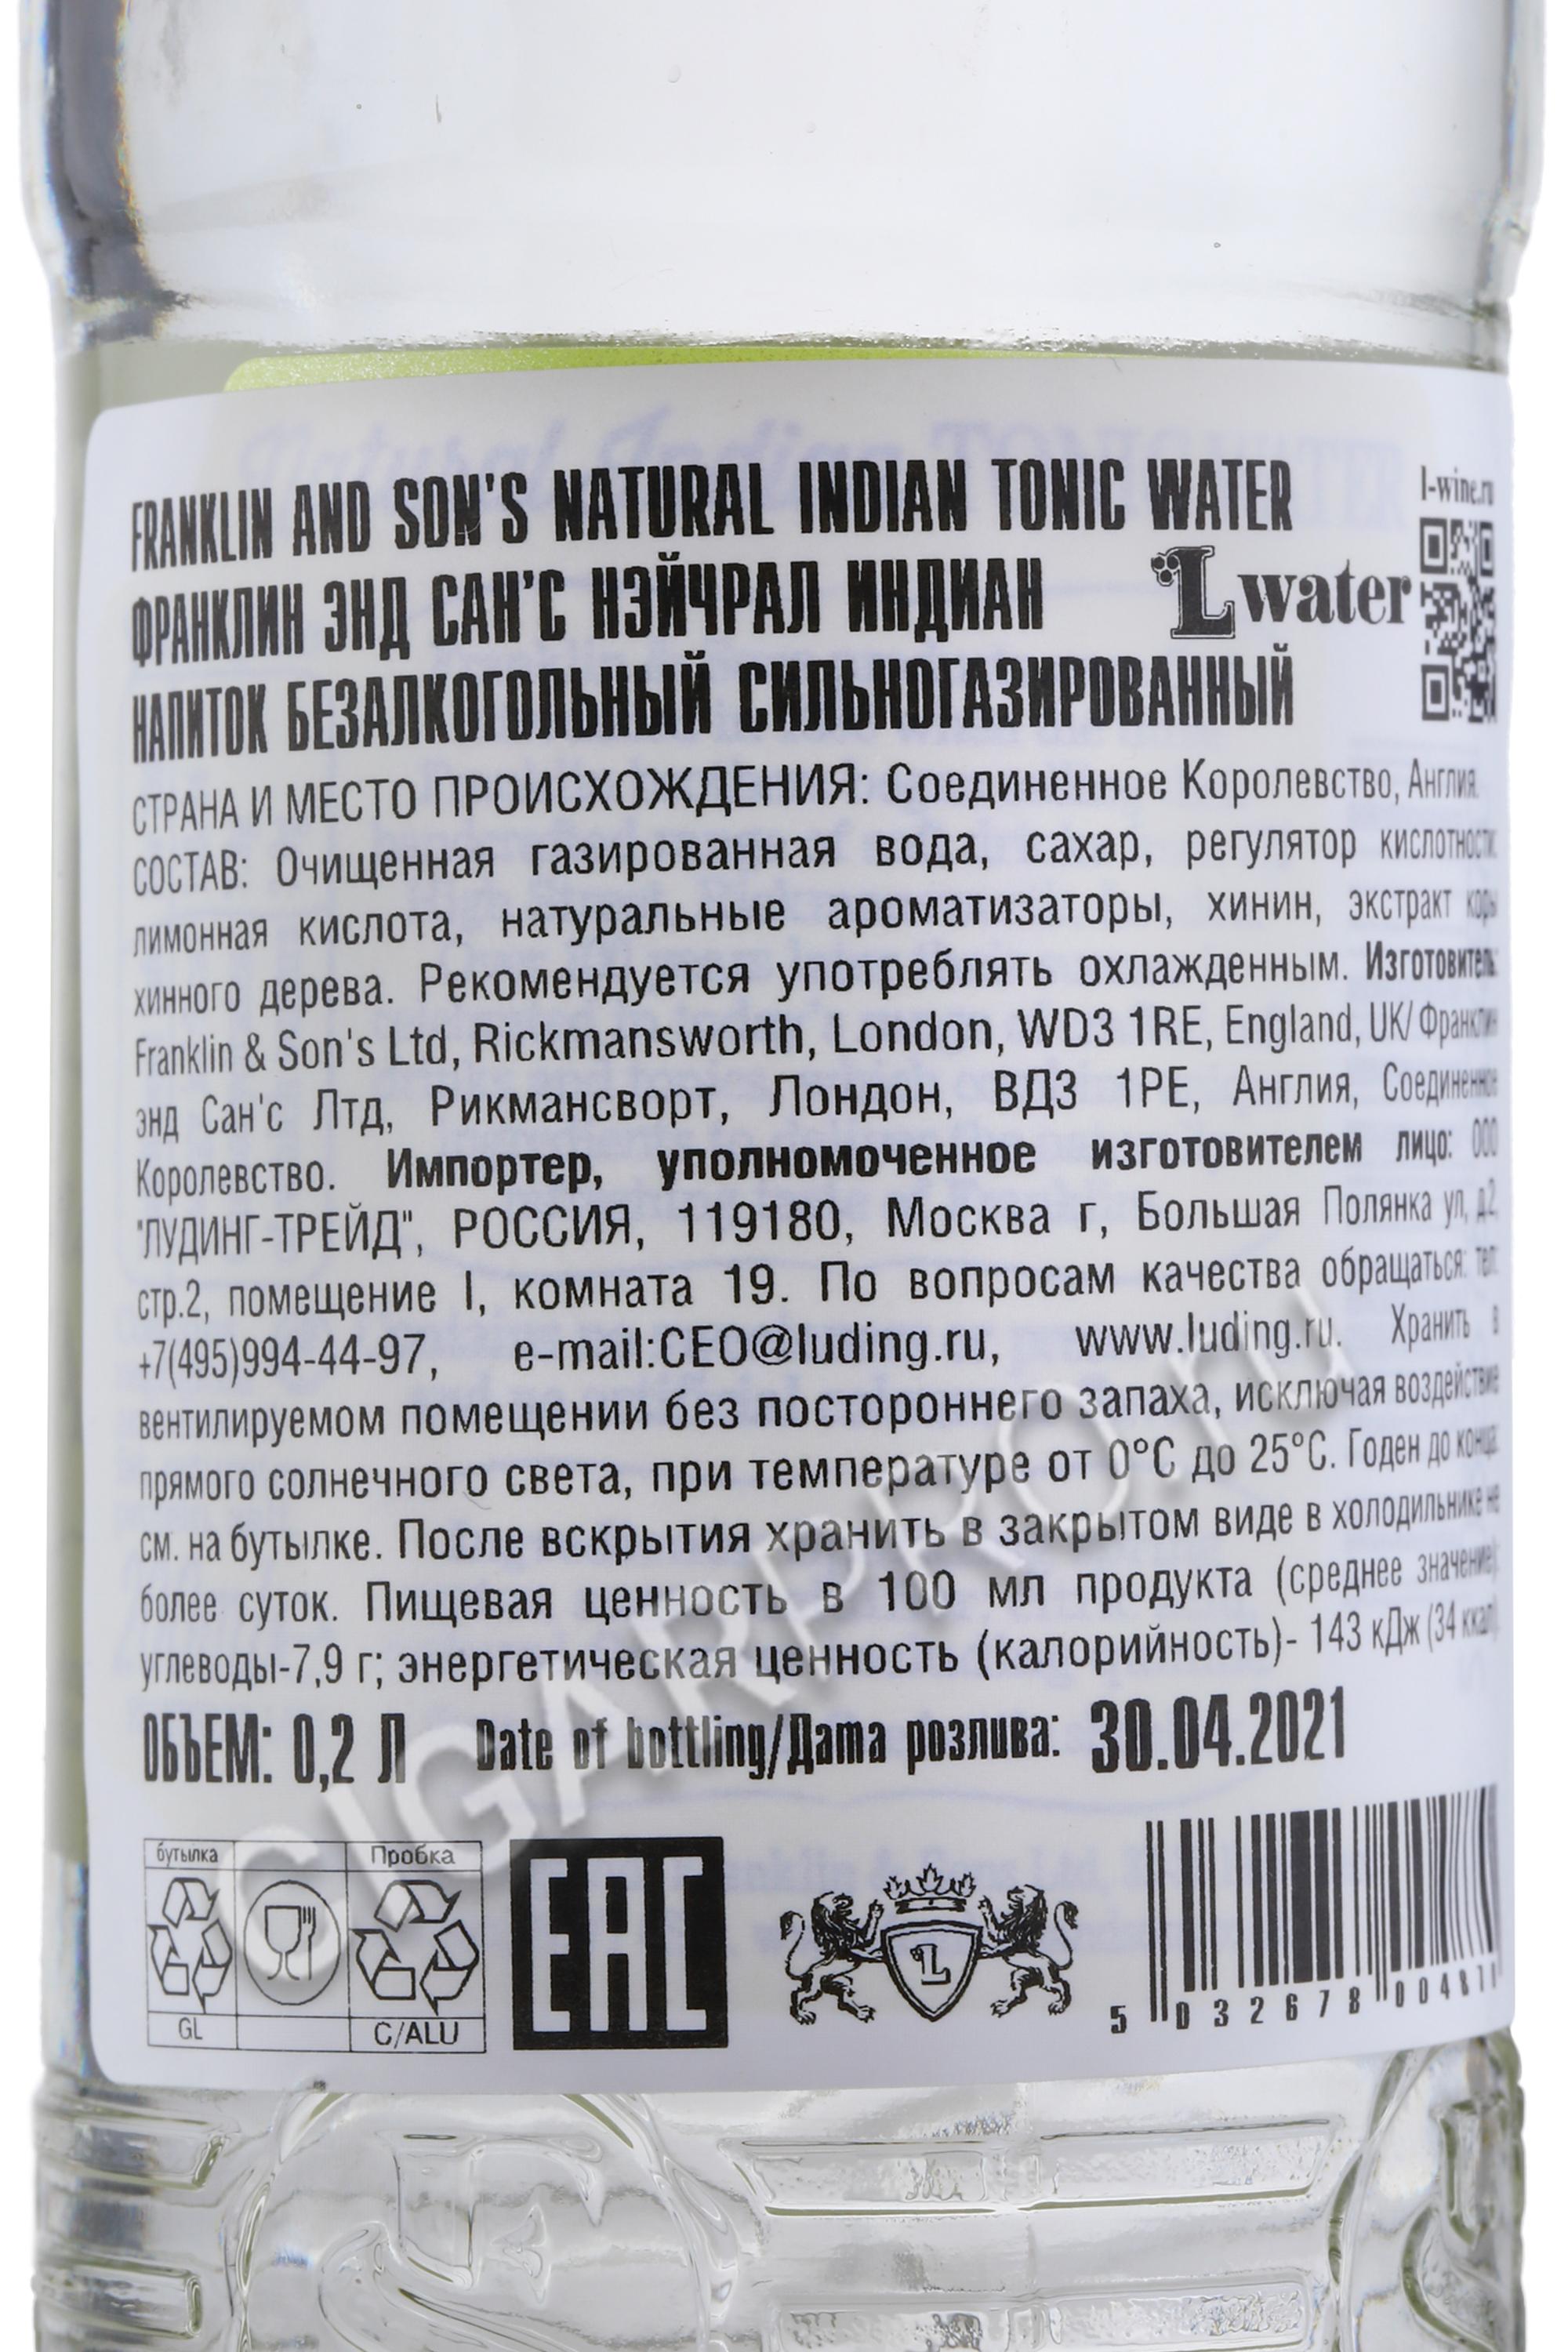 FRANKLIN AND SON'S NATURAL INDIAN TONIC WATER
l-wine.ru
ФРАНКЛИН ЭНД САН'С НЭЙЧРАЛ ИНДИАН
L water
НАПИТОК БЕЗАЛКОГОЛЬНЫЙ СИЛЬНОГАЗИРОВАННЫЙ
СТРАНА И МЕСТО ПРОИСХОЖДЕНИЯ: Соединенное Королевство, Англия.
СОСТАВ: Очищенная газированная вода, сахар, регулятор кислотности:
лимонная кислота, натуральные ароматизаторы, хинин, экстракт коры
хинного дерева. Рекомендуется употреблять охлажденным. Изготовитель:
Franklin & Son's Ltd, Rickmansworth, London, WD3 1RE, England, UK/ Франклин
энд Сан'с Лтд, Рикмансворт, Лондон, ВД3 1РЕ, Англия, Соединенное
Королевство. Импортер, уполномоченное изготовителем лицо: ООО
"ЛУДИНГ-ТРЕЙД", РОССИЯ, 119180, Москва г, Большая Полянка ул, д.2,
стр.2, помещение I, комната 19. По вопросам качества обращаться: тел:
+7(495)994-44-97, e-mail:CEO@luding.ru, www.luding.ru. Хранить в
вентилируемом помещении без постороннего запаха, исключая воздействие
прямого солнечного света, при температуре от 0°С до 25°С. Годен до конца:
см. на бутылке. После вскрытия хранить в закрытом виде в холодильнике не
более суток. Пищевая ценность в 100 мл продукта (среднее значение):
углеводы-7,9 г; энергетическая ценность (калорийность)- 143 кДж (34 ккал).
ОБЪЕМ: 0,2 Л Date of bottling/Дата розлива: 30.04.2021
бутылка Пробка
GL C/ALU
EAC
L
5 032678 00481
CIGARPRO.ru